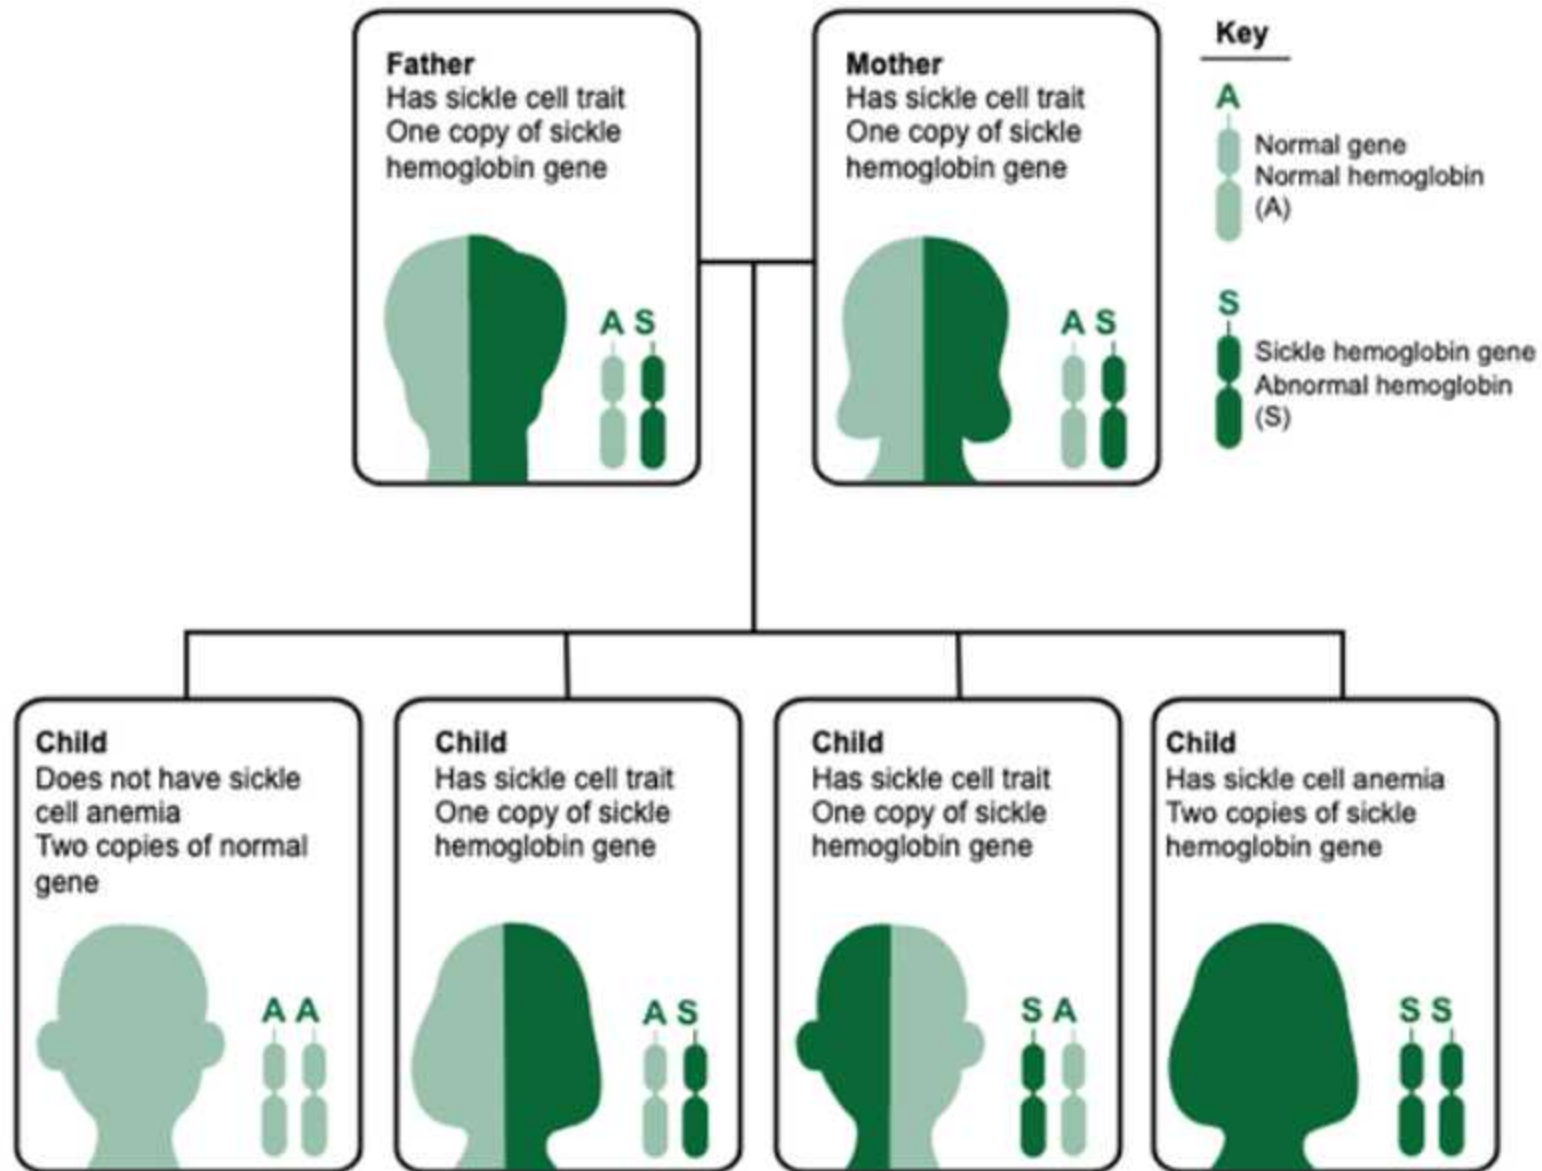 Father
Has sickle cell trait
One copy of sickle
hemoglobin gene
A S
Mother
Has sickle cell trait
One copy of sickle
hemoglobin gene
A S
Key
A
Normal gene
Normal hemoglobin
(A)
S
Sickle hemoglobin gene
Abnormal hemoglobin
(S)
Child
Does not have sickle
cell anemia
Two copies of normal
gene
A A
Child
Has sickle cell trait
One copy of sickle
hemoglobin gene
A S
Child
Has sickle cell trait
One copy of sickle
hemoglobin gene
S A
Child
Has sickle cell anemia
Two copies of sickle
hemoglobin gene
S S